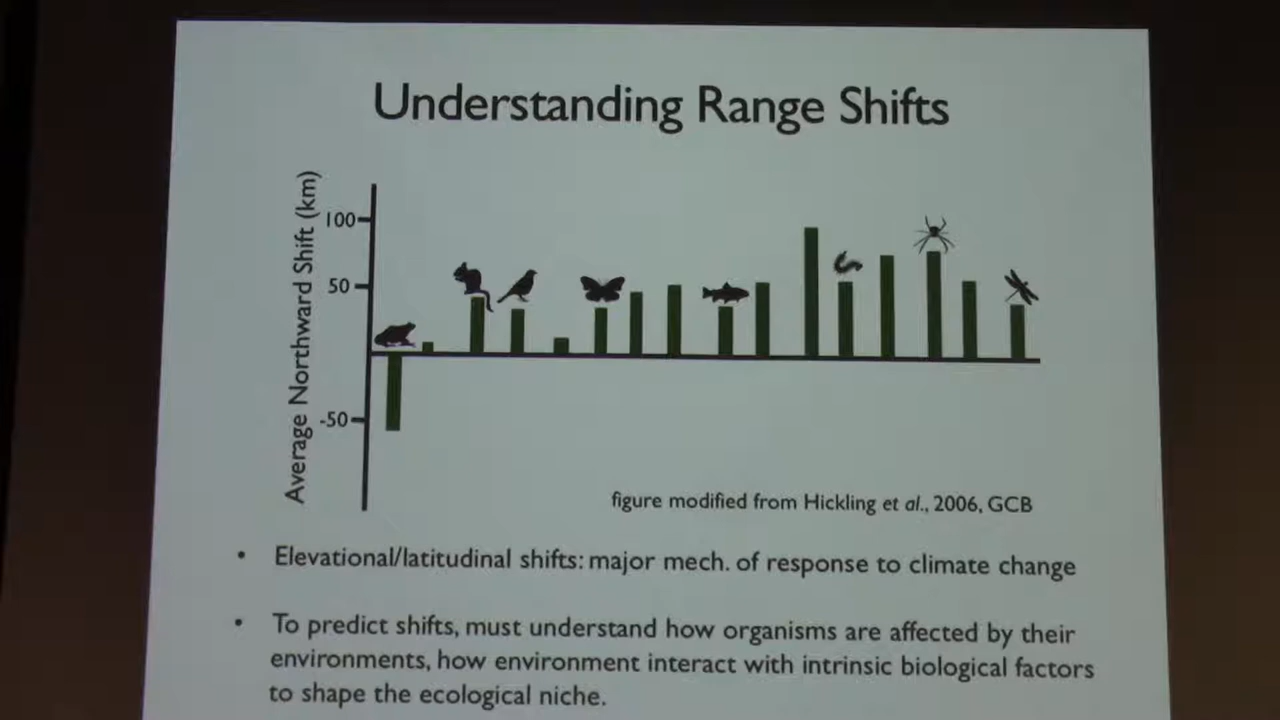 Understanding Range Shifts
Average Northward Shift (km)
100
50
-50
figure modified from Hickling et al., 2006, GCB
• Elevational/latitudinal shifts: major mech. of response to climate change
• To predict shifts, must understand how organisms are affected by their
environments, how environment interact with intrinsic biological factors
to shape the ecological niche.